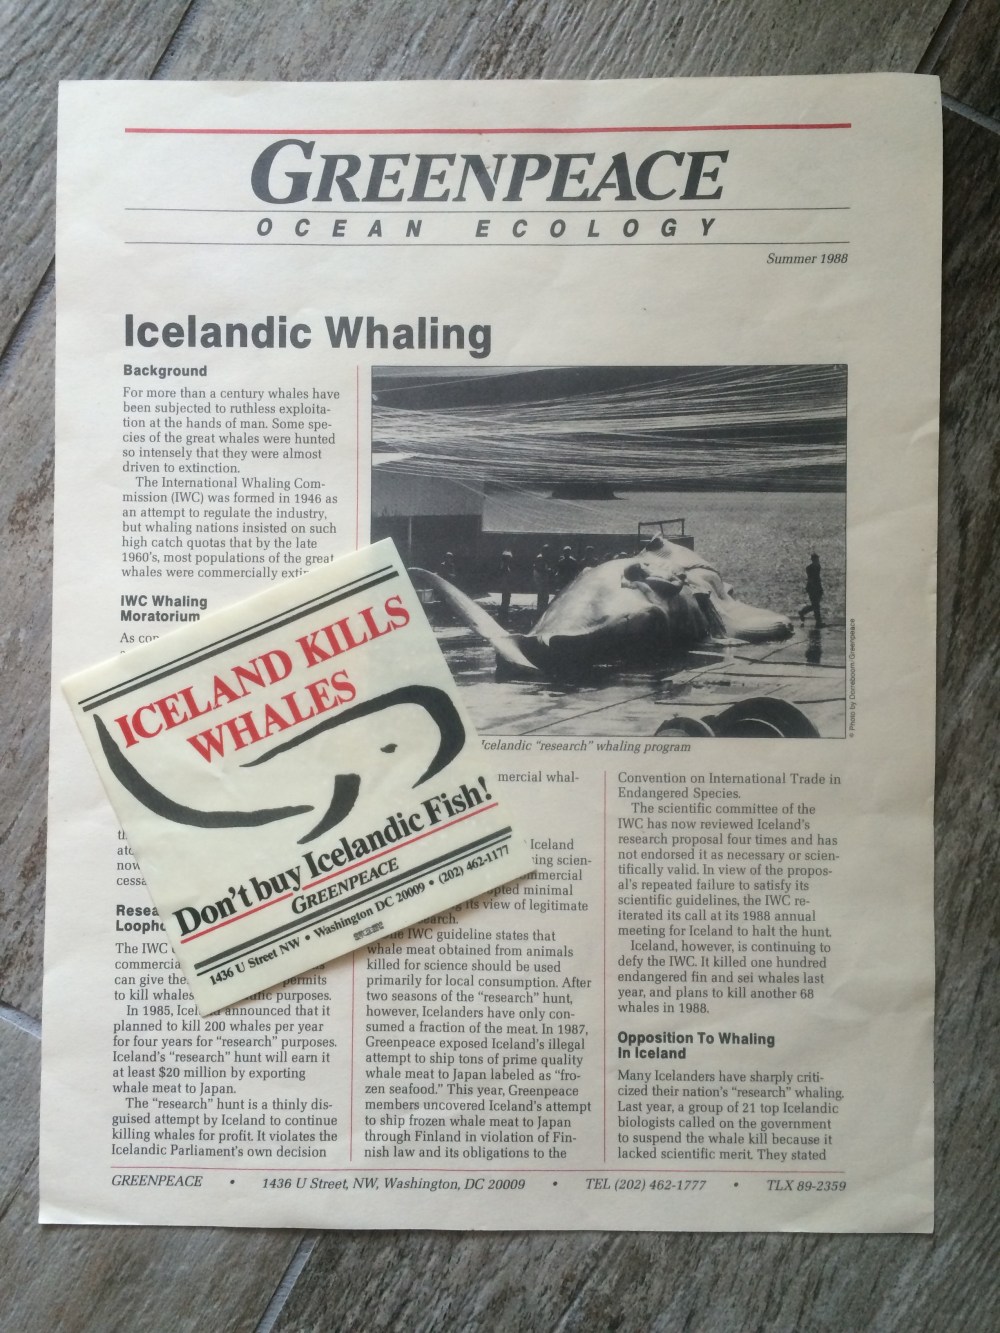 GREENPEACE
OCEAN ECOLOGY
Summer 1988
Icelandic Whaling
Background
For more than a century whales have
been subjected to ruthless exploita-
tion at the hands of man. Some spe-
cies of the great whales were hunted
so intensely that they were almost
driven to extinction.
The International Whaling Com-
mission (IWC) was formed in 1946 as
an attempt to regulate the industry,
but whaling nations insisted on such
high catch quotas that by the late
1960's, most populations of the great
whales were commercially
IWC Whaling
Moratorium
As
now
Research
The IWC
commercia
can give the permits
to kill whales purposes.
In 1985, announced that it
planned to kill 200 whales per year
for four years for "research" purposes.
Iceland's "research" hunt will earn it
at least $20 million by exporting
whale meat to Japan.
The "research" hunt is a thinly dis-
guised attempt by Iceland to continue
killing whales for profit. It violates the
Icelandic Parliament's own decision
© Photo by Dorreboom/Greenpeace
Icelandic "research" whaling program
mercial whal-
Iceland
scien-
mmercial
minimal
its view of legitimate
IWC guideline states that
whale meat obtained from animals
killed for science should be used
primarily for local consumption. After
two seasons of the "research" hunt,
however, Icelanders have only con-
sumed a fraction of the meat. In 1987,
Greenpeace exposed Iceland's illegal
attempt to ship tons of prime quality
whale meat to Japan labeled as "fro-
zen seafood." This year, Greenpeace
members uncovered Iceland's attempt
to ship frozen whale meat to Japan
through Finland in violation of Fin-
nish law and its obligations to the
Convention on International Trade in
Endangered Species.
The scientific committee of the
IWC has now reviewed Iceland's
research proposal four times and has
not endorsed it as necessary or scien-
tifically valid. In view of the propos-
al's repeated failure to satisfy its
scientific guidelines, the IWC re-
iterated its call at its 1988 annual
meeting for Iceland to halt the hunt.
Iceland, however, is continuing to
defy the IWC. It killed one hundred
endangered fin and sei whales last
year, and plans to kill another 68
whales in 1988.
Opposition To Whaling
In Iceland
Many Icelanders have sharply criti-
cized their nation's "research" whaling.
Last year, a group of 21 top Icelandic
biologists called on the government
to suspend the whale kill because it
lacked scientific merit. They stated
GREENPEACE • 1436 U Street, NW, Washington, DC 20009 • TEL (202) 462-1777 • TLX 89-2359
ICELAND KILLS
WHALES
Don't buy Icelandic Fish!
GREENPEACE
1436 U Street NW • Washington DC 20009 • (202) 462-1177